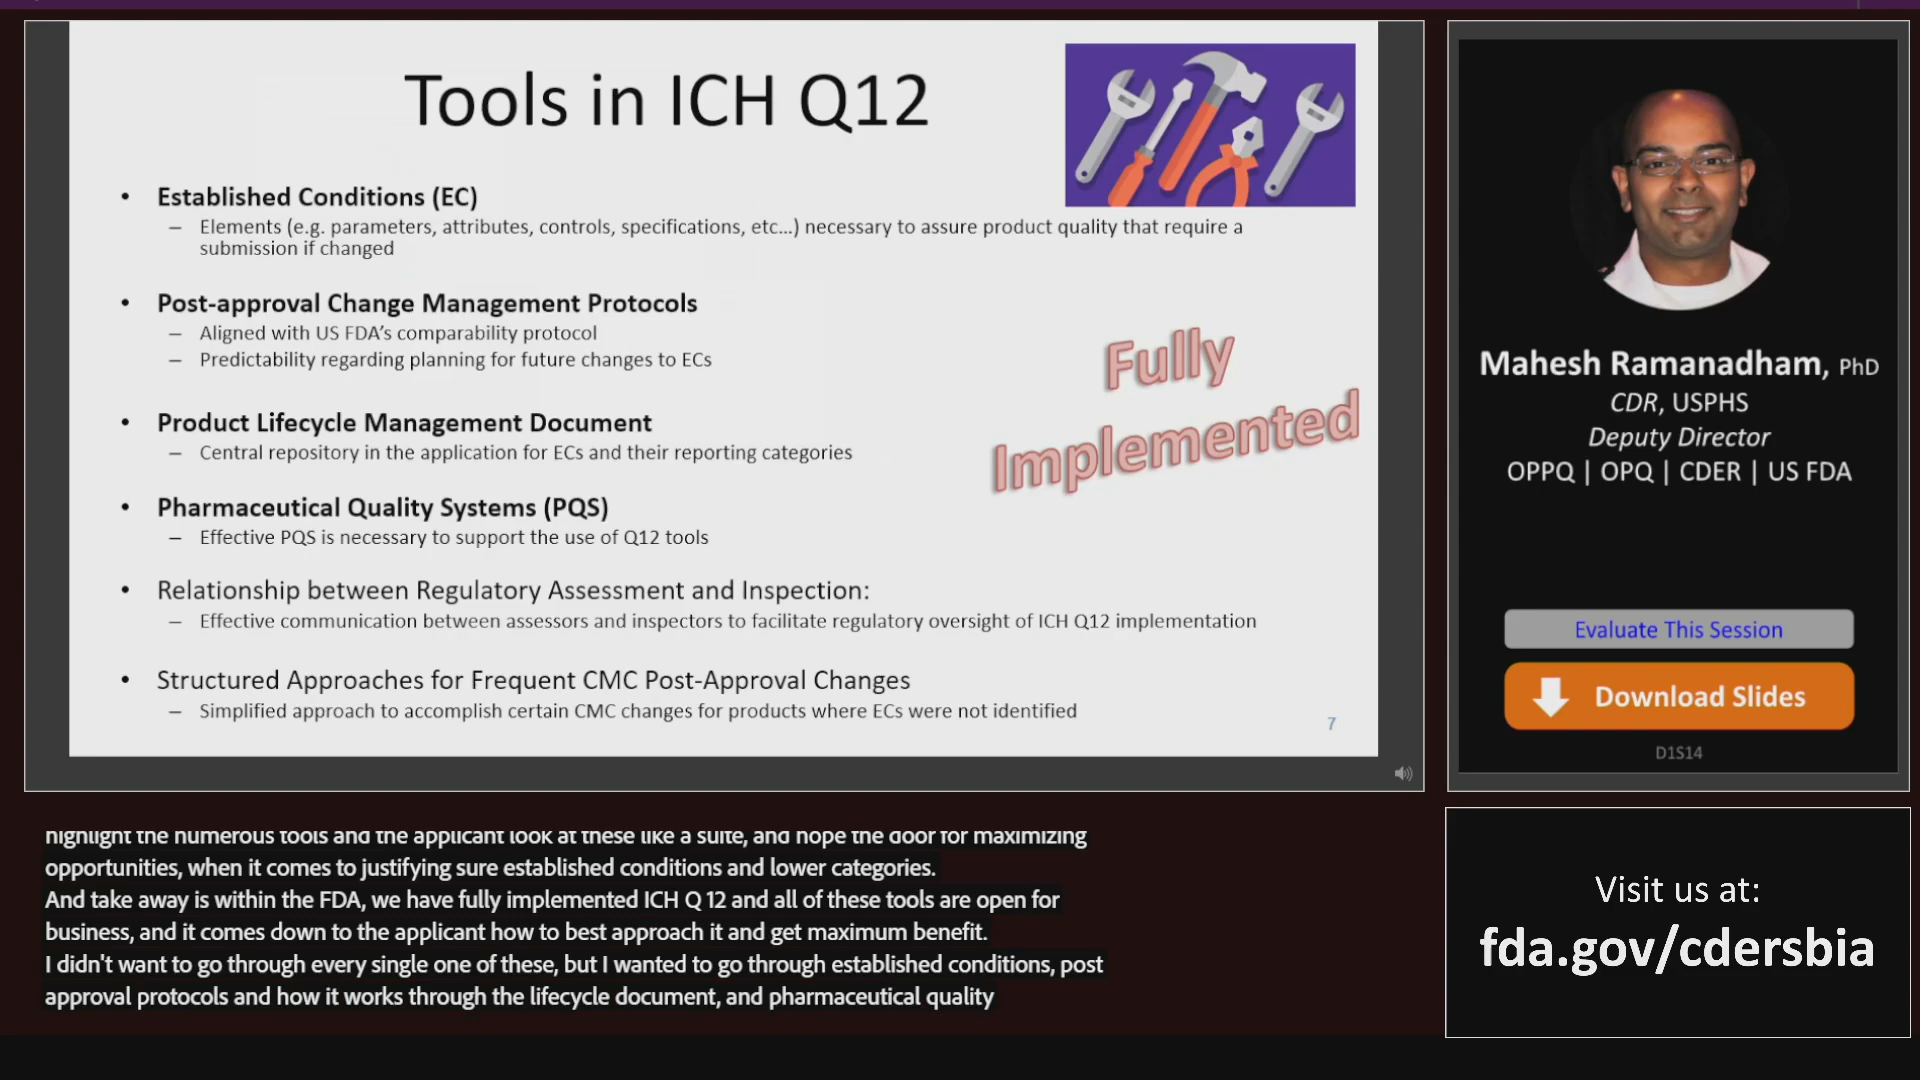 Tools in ICH Q12
• Established Conditions (EC)
– Elements (e.g. parameters, attributes, controls, specifications, etc...) necessary to assure product quality that require a
submission if changed
• Post-approval Change Management Protocols
– Aligned with US FDA's comparability protocol
– Predictability regarding planning for future changes to ECs
• Product Lifecycle Management Document
– Central repository in the application for ECs and their reporting categories
• Pharmaceutical Quality Systems (PQS)
– Effective PQS is necessary to support the use of Q12 tools
• Relationship between Regulatory Assessment and Inspection:
– Effective communication between assessors and inspectors to facilitate regulatory oversight of ICH Q12 implementation
• Structured Approaches for Frequent CMC Post-Approval Changes
– Simplified approach to accomplish certain CMC changes for products where ECs were not identified
Fully
Implemented
7
Mahesh Ramanadham, PhD
CDR, USPHS
Deputy Director
OPPQ | OPQ | CDER | US FDA
Evaluate This Session
Download Slides
D1S14
highlight the numerous tools and the applicant look at these like a suite, and hope the door for maximizing
opportunities, when it comes to justifying sure established conditions and lower categories.
And take away is within the FDA, we have fully implemented ICH Q 12 and all of these tools are open for
business, and it comes down to the applicant how to best approach it and get maximum benefit.
I didn't want to go through every single one of these, but I wanted to go through established conditions, post
approval protocols and how it works through the lifecycle document, and pharmaceutical quality
Visit us at:
fda.gov/cdersbia